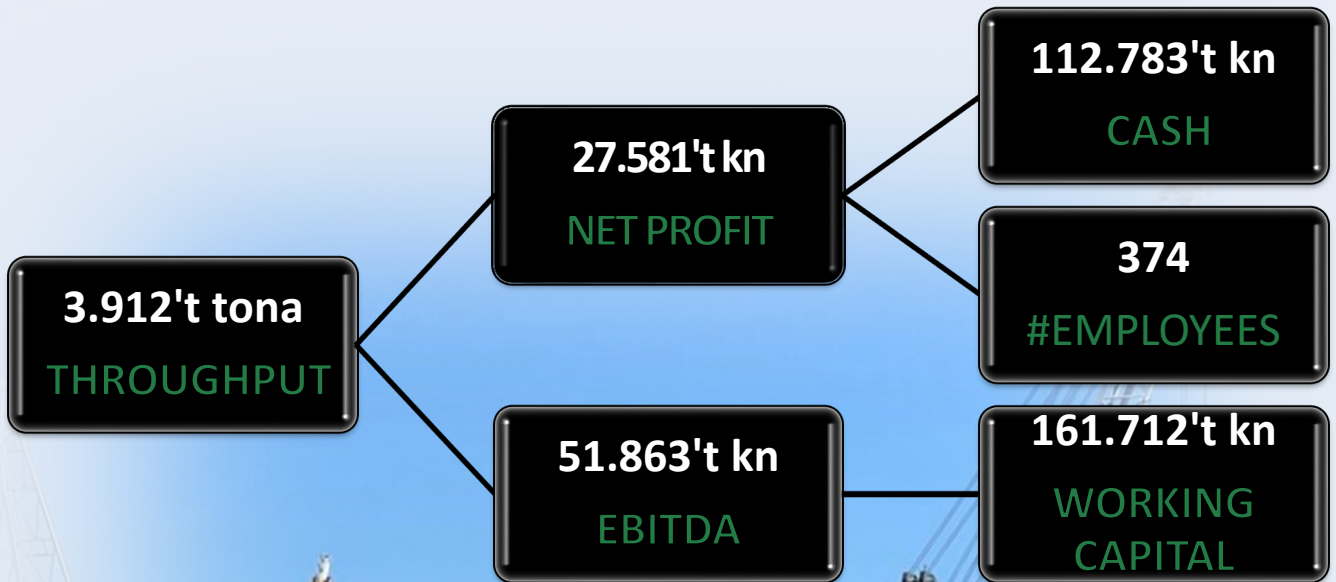 3.912't tona
THROUGHPUT
27.581't kn
NET PROFIT
51.863't kn
EBITDA
112.783't kn
CASH
374
#EMPLOYEES
161.712't kn
WORKING
CAPITAL